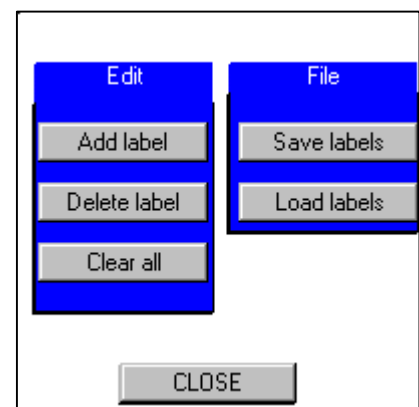 Edit
Add label
Delete label
Clear all
File
Save labels
Load labels
CLOSE